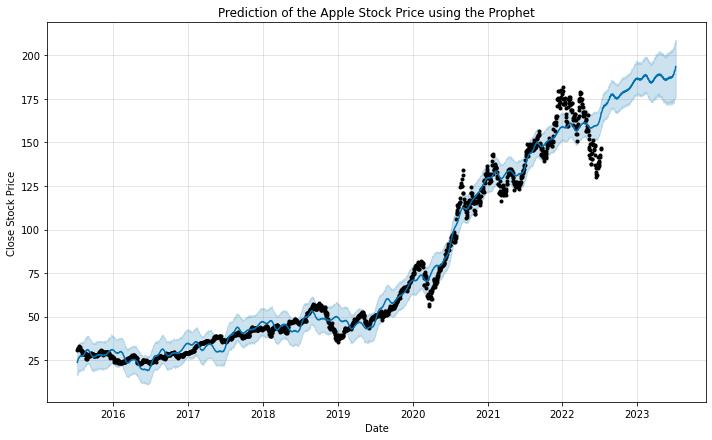 Prediction of the Apple Stock Price using the Prophet
200
175
150
125
100
75
50
25
Close Stock Price
2016 2017 2018 2019 2020 2021 2022 2023
Date